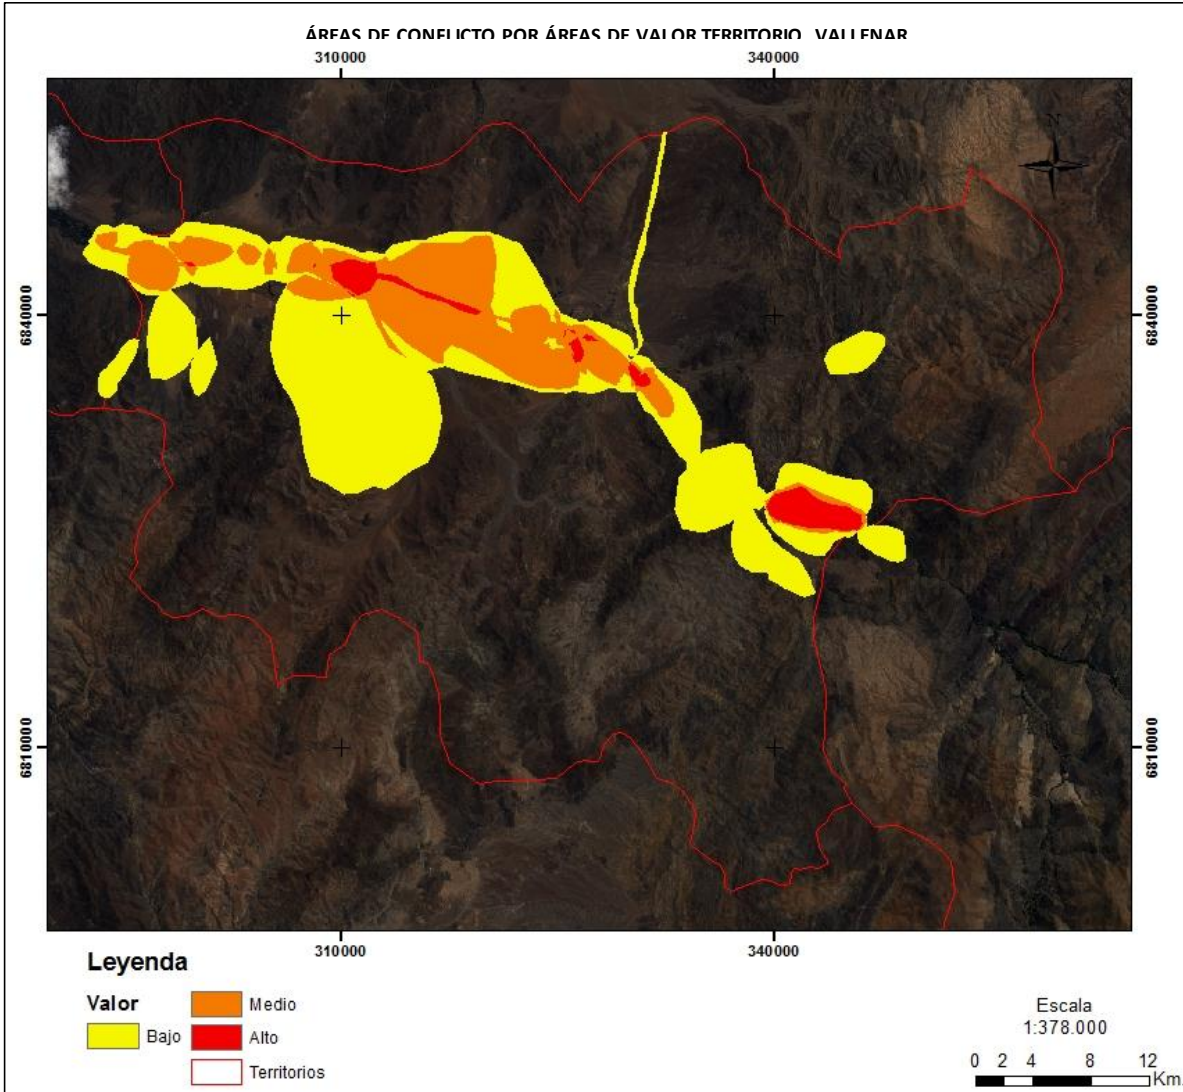 ÁREAS DE CONFLICTO POR ÁREAS DE VALOR TERRITORIO VALLENAR
310000 340000
N
6840000 6840000
6810000 6810000
310000 340000
Leyenda
Valor
Bajo
Medio
Alto
Territorios
Escala
1:378.000
0 2 4 8 12
Km